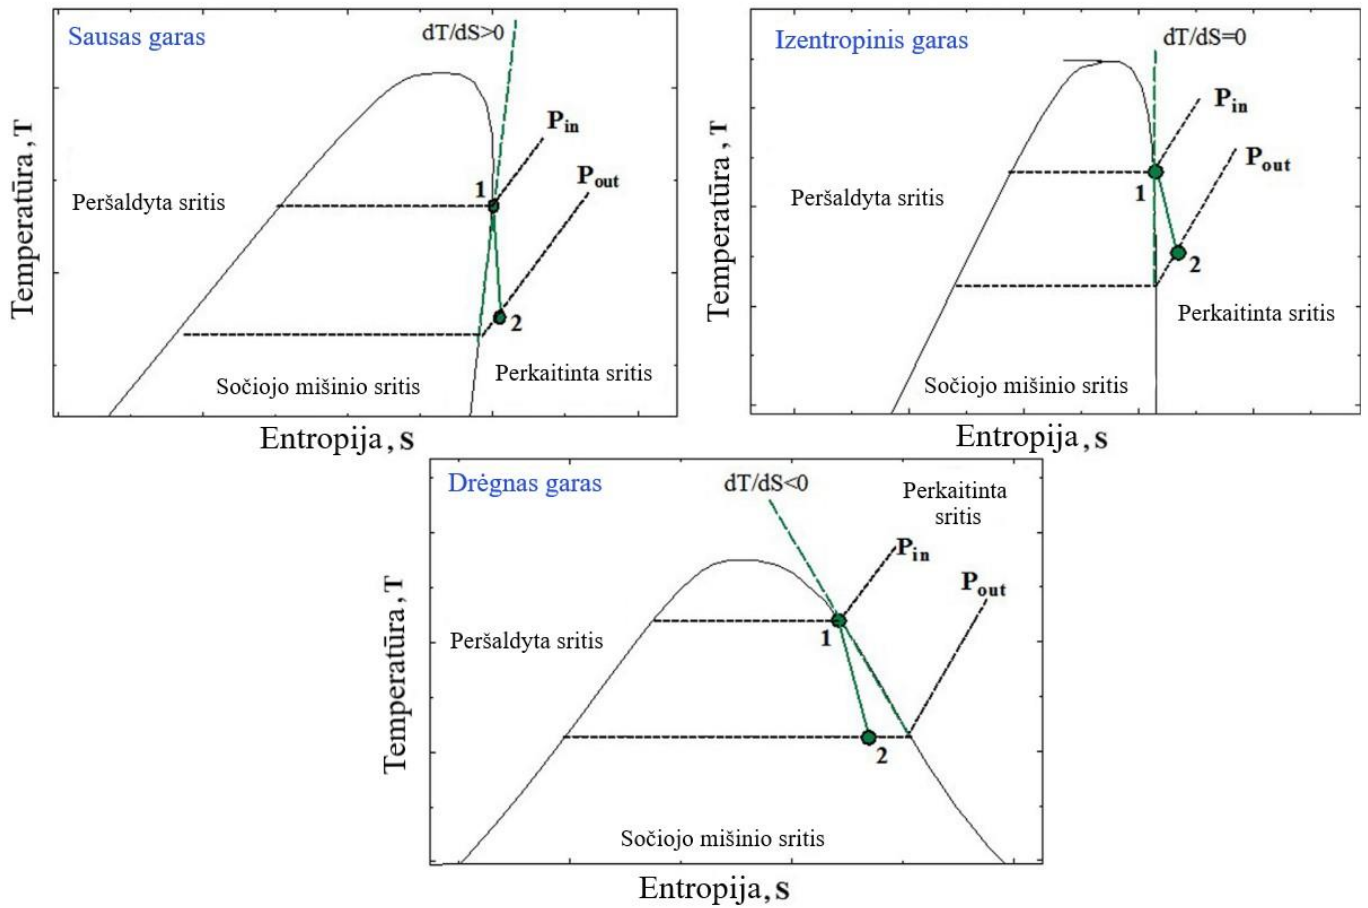 Sausas garas
dT/dS>0
Pin
Pout
1
2
Peršaldyta sritis
Sočiojo mišinio sritis
Perkaitinta sritis
Temperatūra, T
Entropija, s
Izentropinis garas
dT/dS=0
Pin
Pout
1
2
Peršaldyta sritis
Sočiojo mišinio sritis
Perkaitinta sritis
Temperatūra, T
Entropija, s
Drėgnas garas
dT/dS<0
Perkaitinta
sritis
Pin
Pout
1
2
Peršaldyta sritis
Sočiojo mišinio sritis
Temperatūra, T
Entropija, s